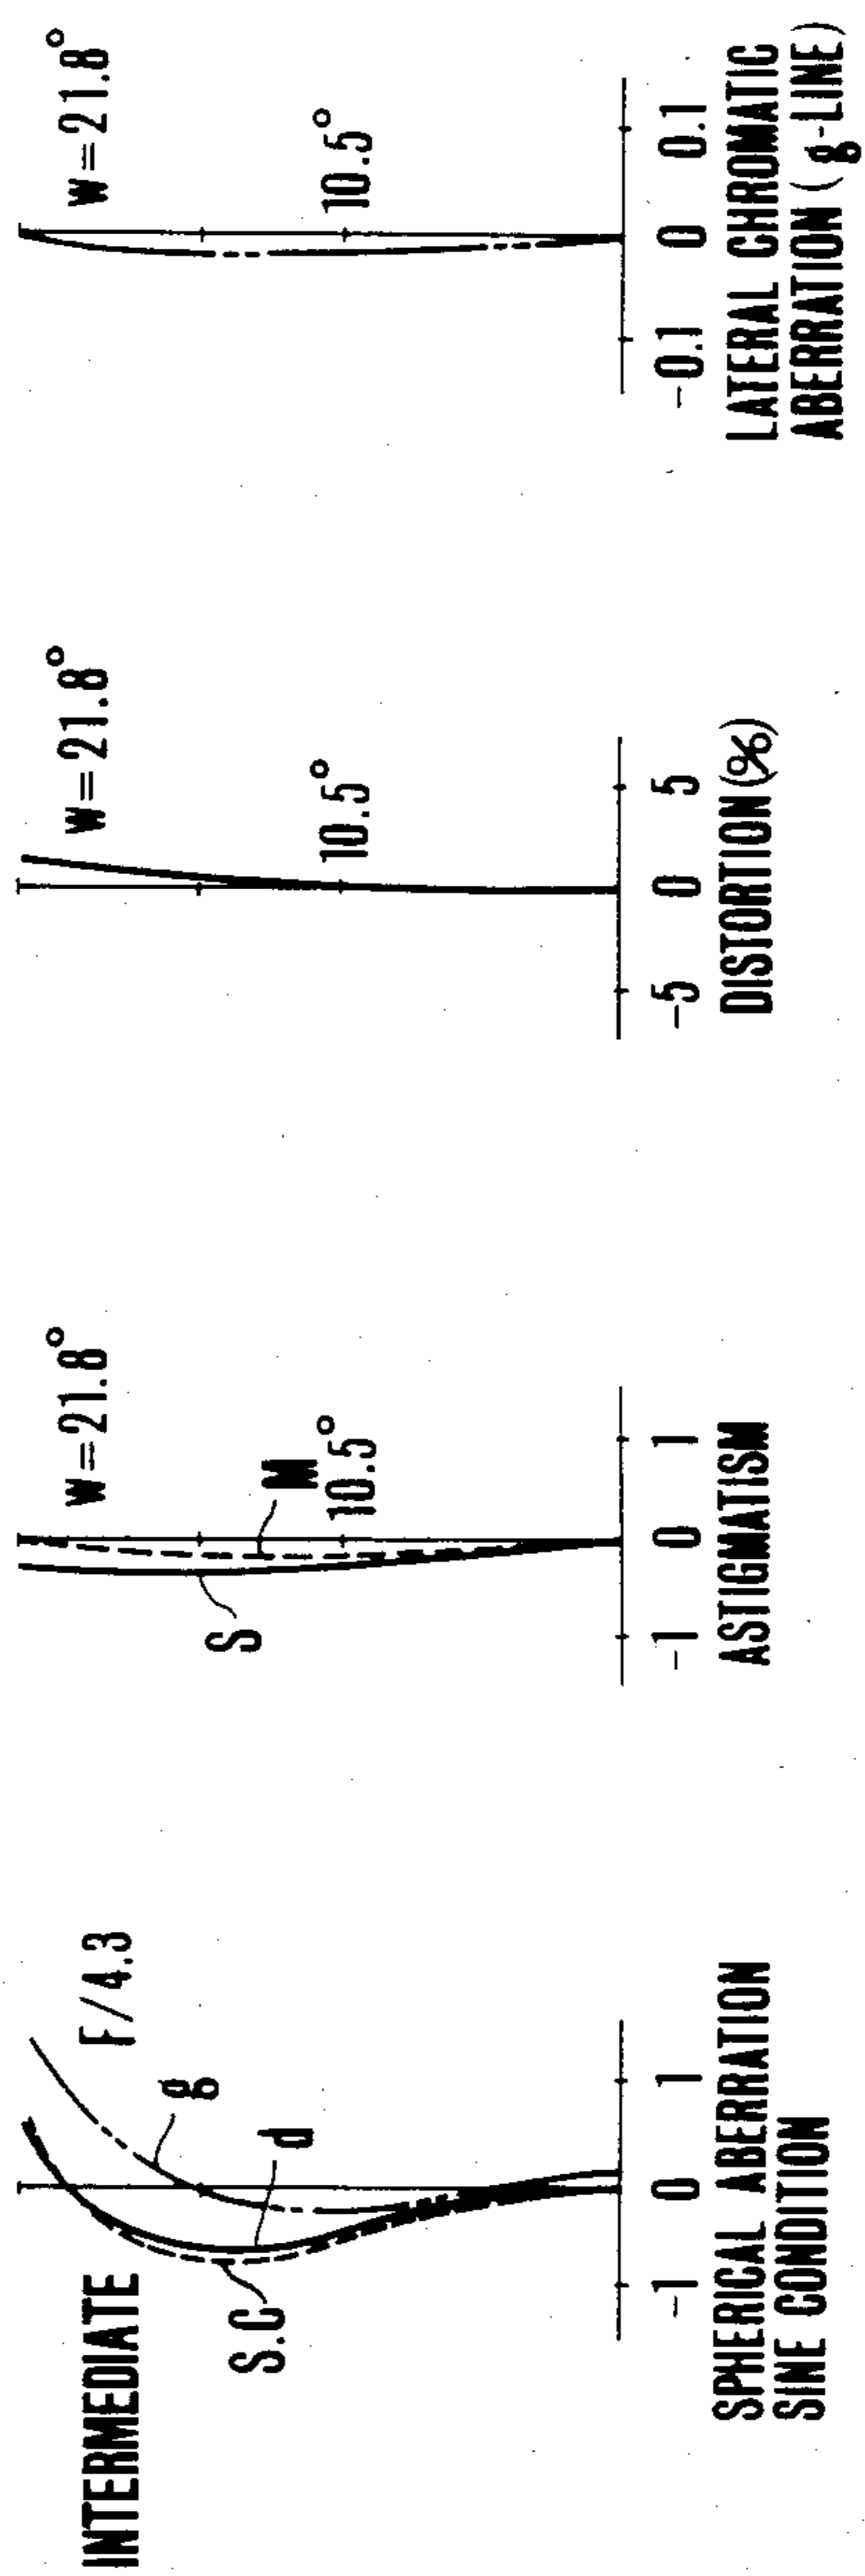 INTERMEDIATE
F/4.3
g
d
S.C
-1 0 1
SPHERICAL ABERRATION
SINE CONDITION
w=21.8°
M
10.5°
S
-1 0 1
ASTIGMATISM
w=21.8°
10.5°
-5 0 5
DISTORTION(%)
w=21.8°
10.5°
-0.1 0 0.1
LATERAL CHROMATIC
ABERRATION (g-LINE)